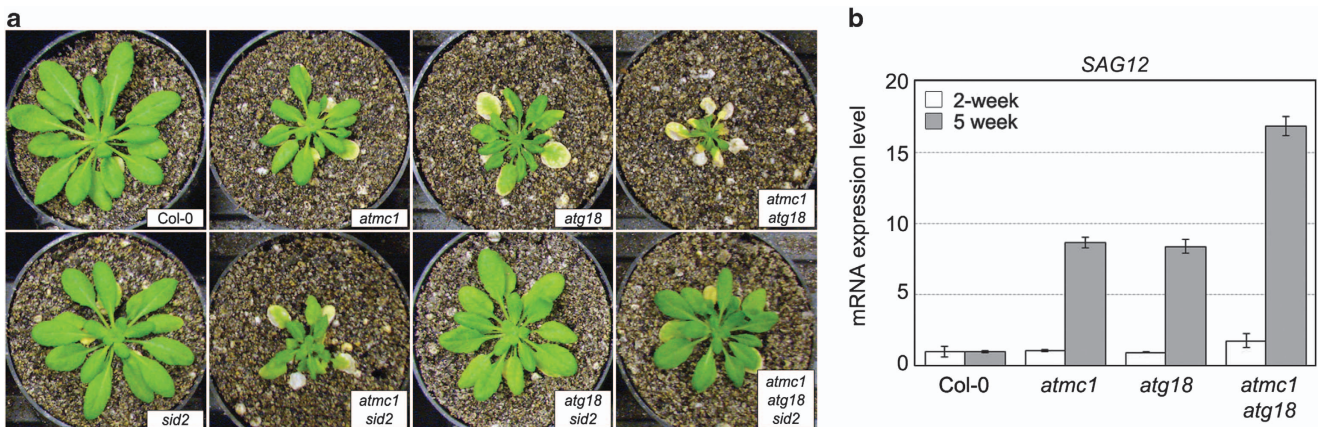 a
Col-0
atmc1
atg18
atmc1
atg18
sid2
atmc1
sid2
atg18
sid2
atmc1
atg18
sid2
b
SAG12
mRNA expression level
20
15
10
5
0
2-week
5 week
Col-0
atmc1
atg18
atmc1
atg18